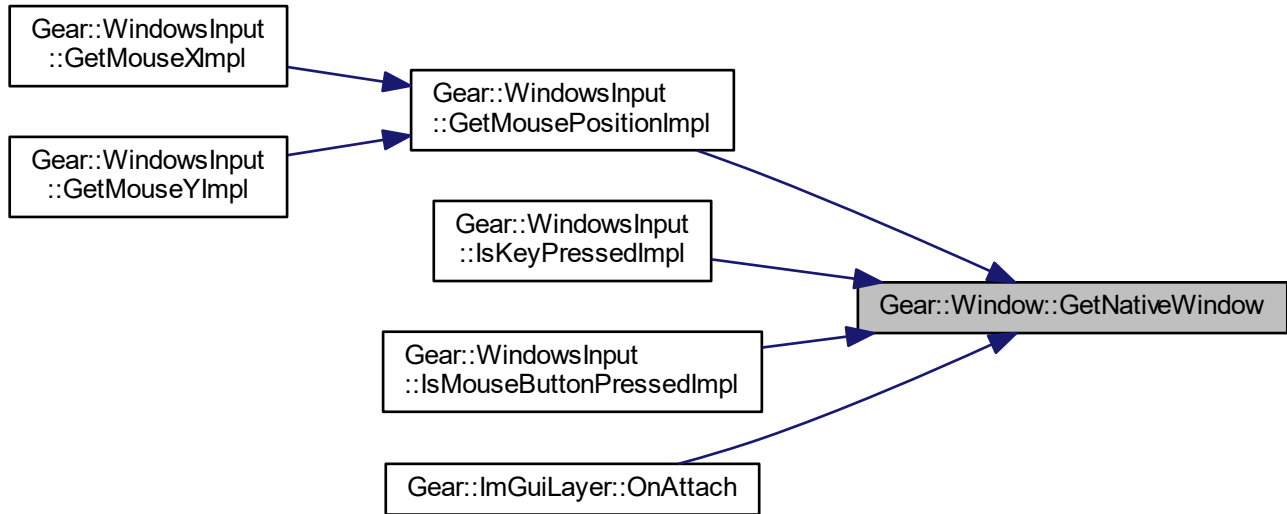 Gear::WindowsInput
::GetMouseXImpl
Gear::WindowsInput
::GetMouseYImpl
Gear::WindowsInput
::GetMousePositionImpl
Gear::WindowsInput
::IsKeyPressedImpl
Gear::WindowsInput
::IsMouseButtonPressedImpl
Gear::ImGuiLayer::OnAttach
Gear::Window::GetNativeWindow